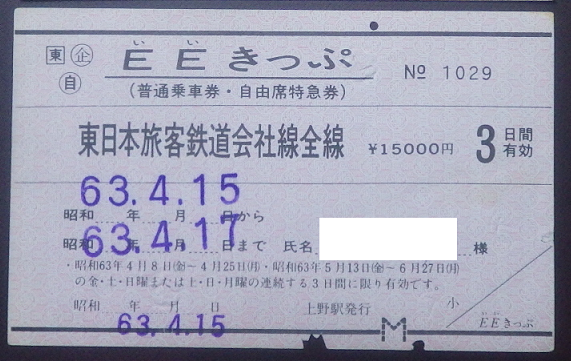 東 企 自
いい
EEきっぷ
(普通乗車券・自由席特急券)
№ 1029
東日本旅客鉄道会社線全線 ¥15000円 3日間有効
63.4.15
昭和 年 月 日から
63.4.17
昭和 年 月 日まで 氏名 様
・昭和63年4月8日㈮~4月25日㈪・昭和63年5月13日㈮~6月27日㈪
の金・土・日曜または土・日・月曜の連続する3日間に限り有効です。
昭和 年 月 日 上野駅発行 小
63.4.15
M
いい
EEきっぷ